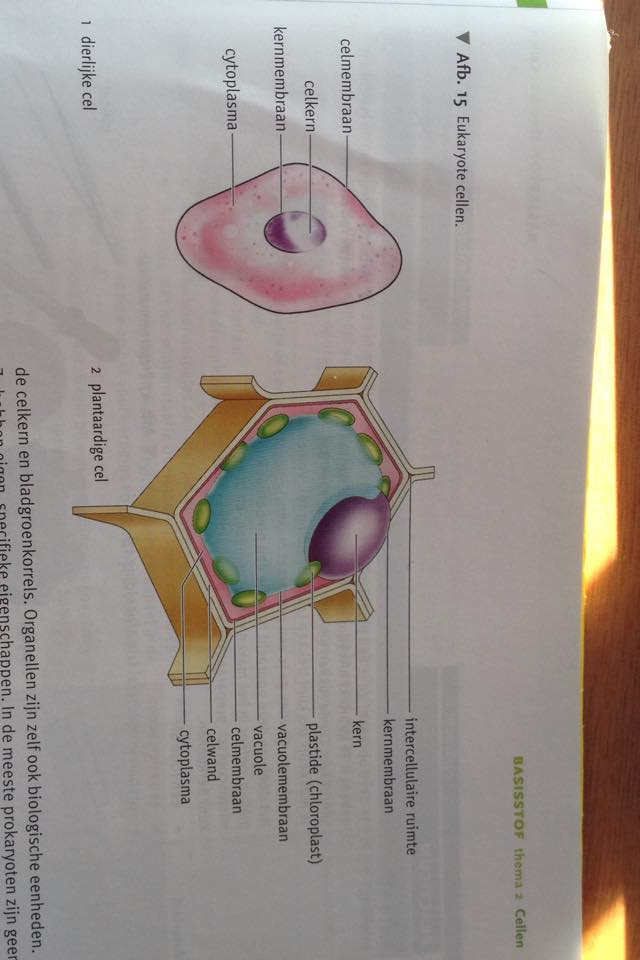 BASISSTOF thema 2 Cellen
▼ Afb. 15 Eukaryote cellen.
celmembraan
celkern
kernmembraan
cytoplasma
1 dierlijke cel
intercellulaire ruimte
kernmembraan
kern
plastide (chloroplast)
vacuolemembraan
vacuole
celmembraan
celwand
cytoplasma
2 plantaardige cel
de celkern en bladgroenkorrels. Organellen zijn zelf ook biologische eenheden.
hebben eigen, specifieke eigenschappen. In de meeste prokaryoten zijn geen